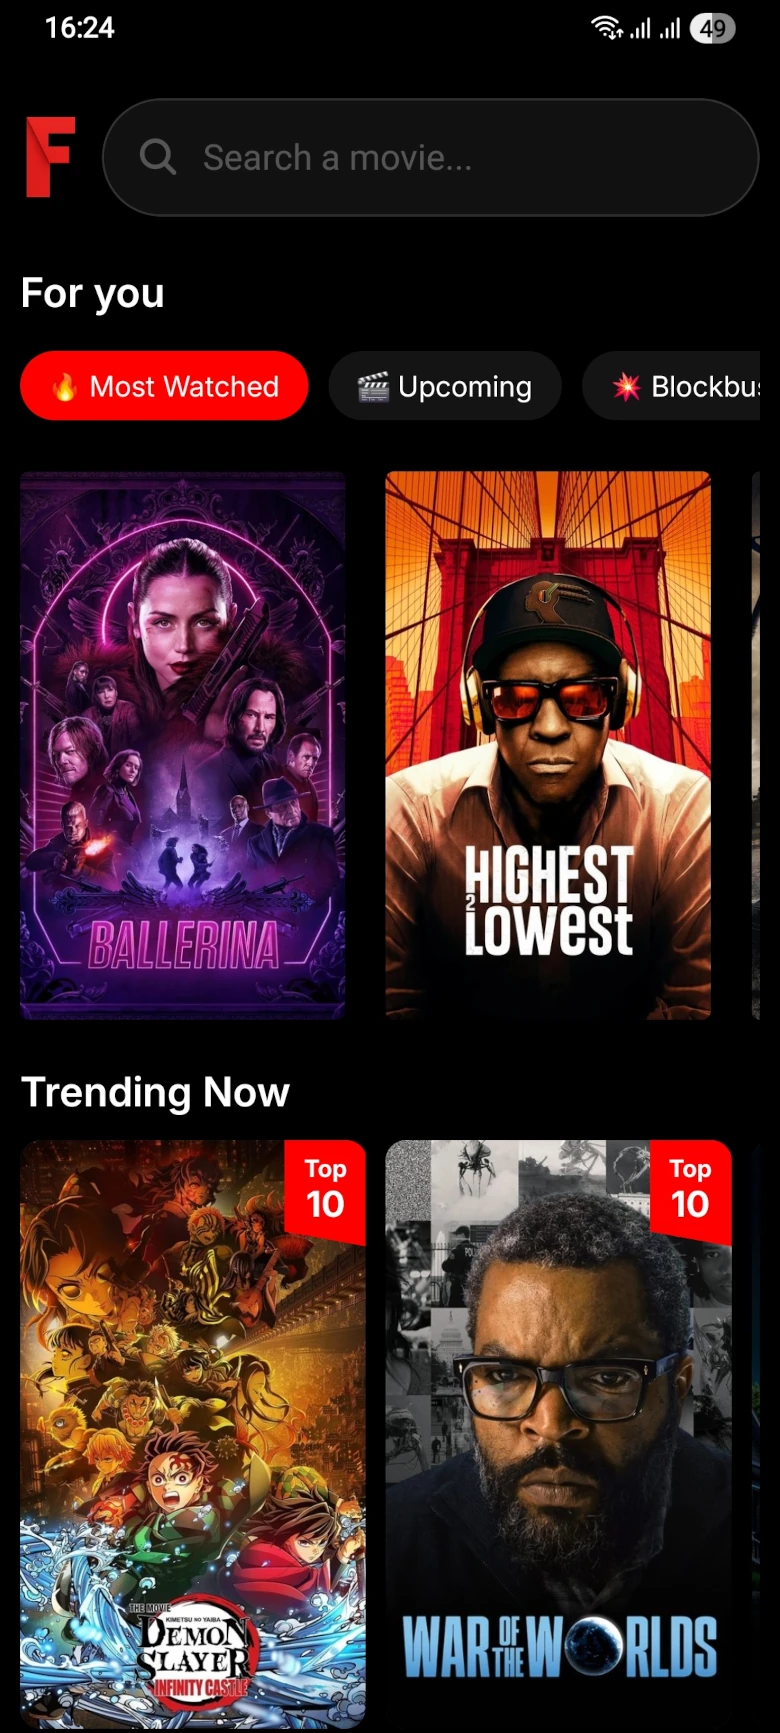 16:24
49
F
Search a movie...
For you
🔥 Most Watched
🎬 Upcoming
💥 Blockbus
BALLERINA
HIGHEST
2
LOWEST
Trending Now
Top
10
Top
10
THE MOVIE
KIMETSU NO YAIBA
DEMON
SLAYER
INFINITY CASTLE
WAR OF THE WORLDS